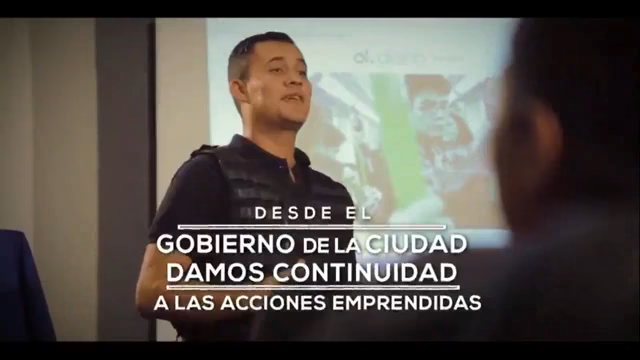 DESDE EL
GOBIERNO DE LA CIUDAD
DAMOS CONTINUIDAD
A LAS ACCIONES EMPRENDIDAS